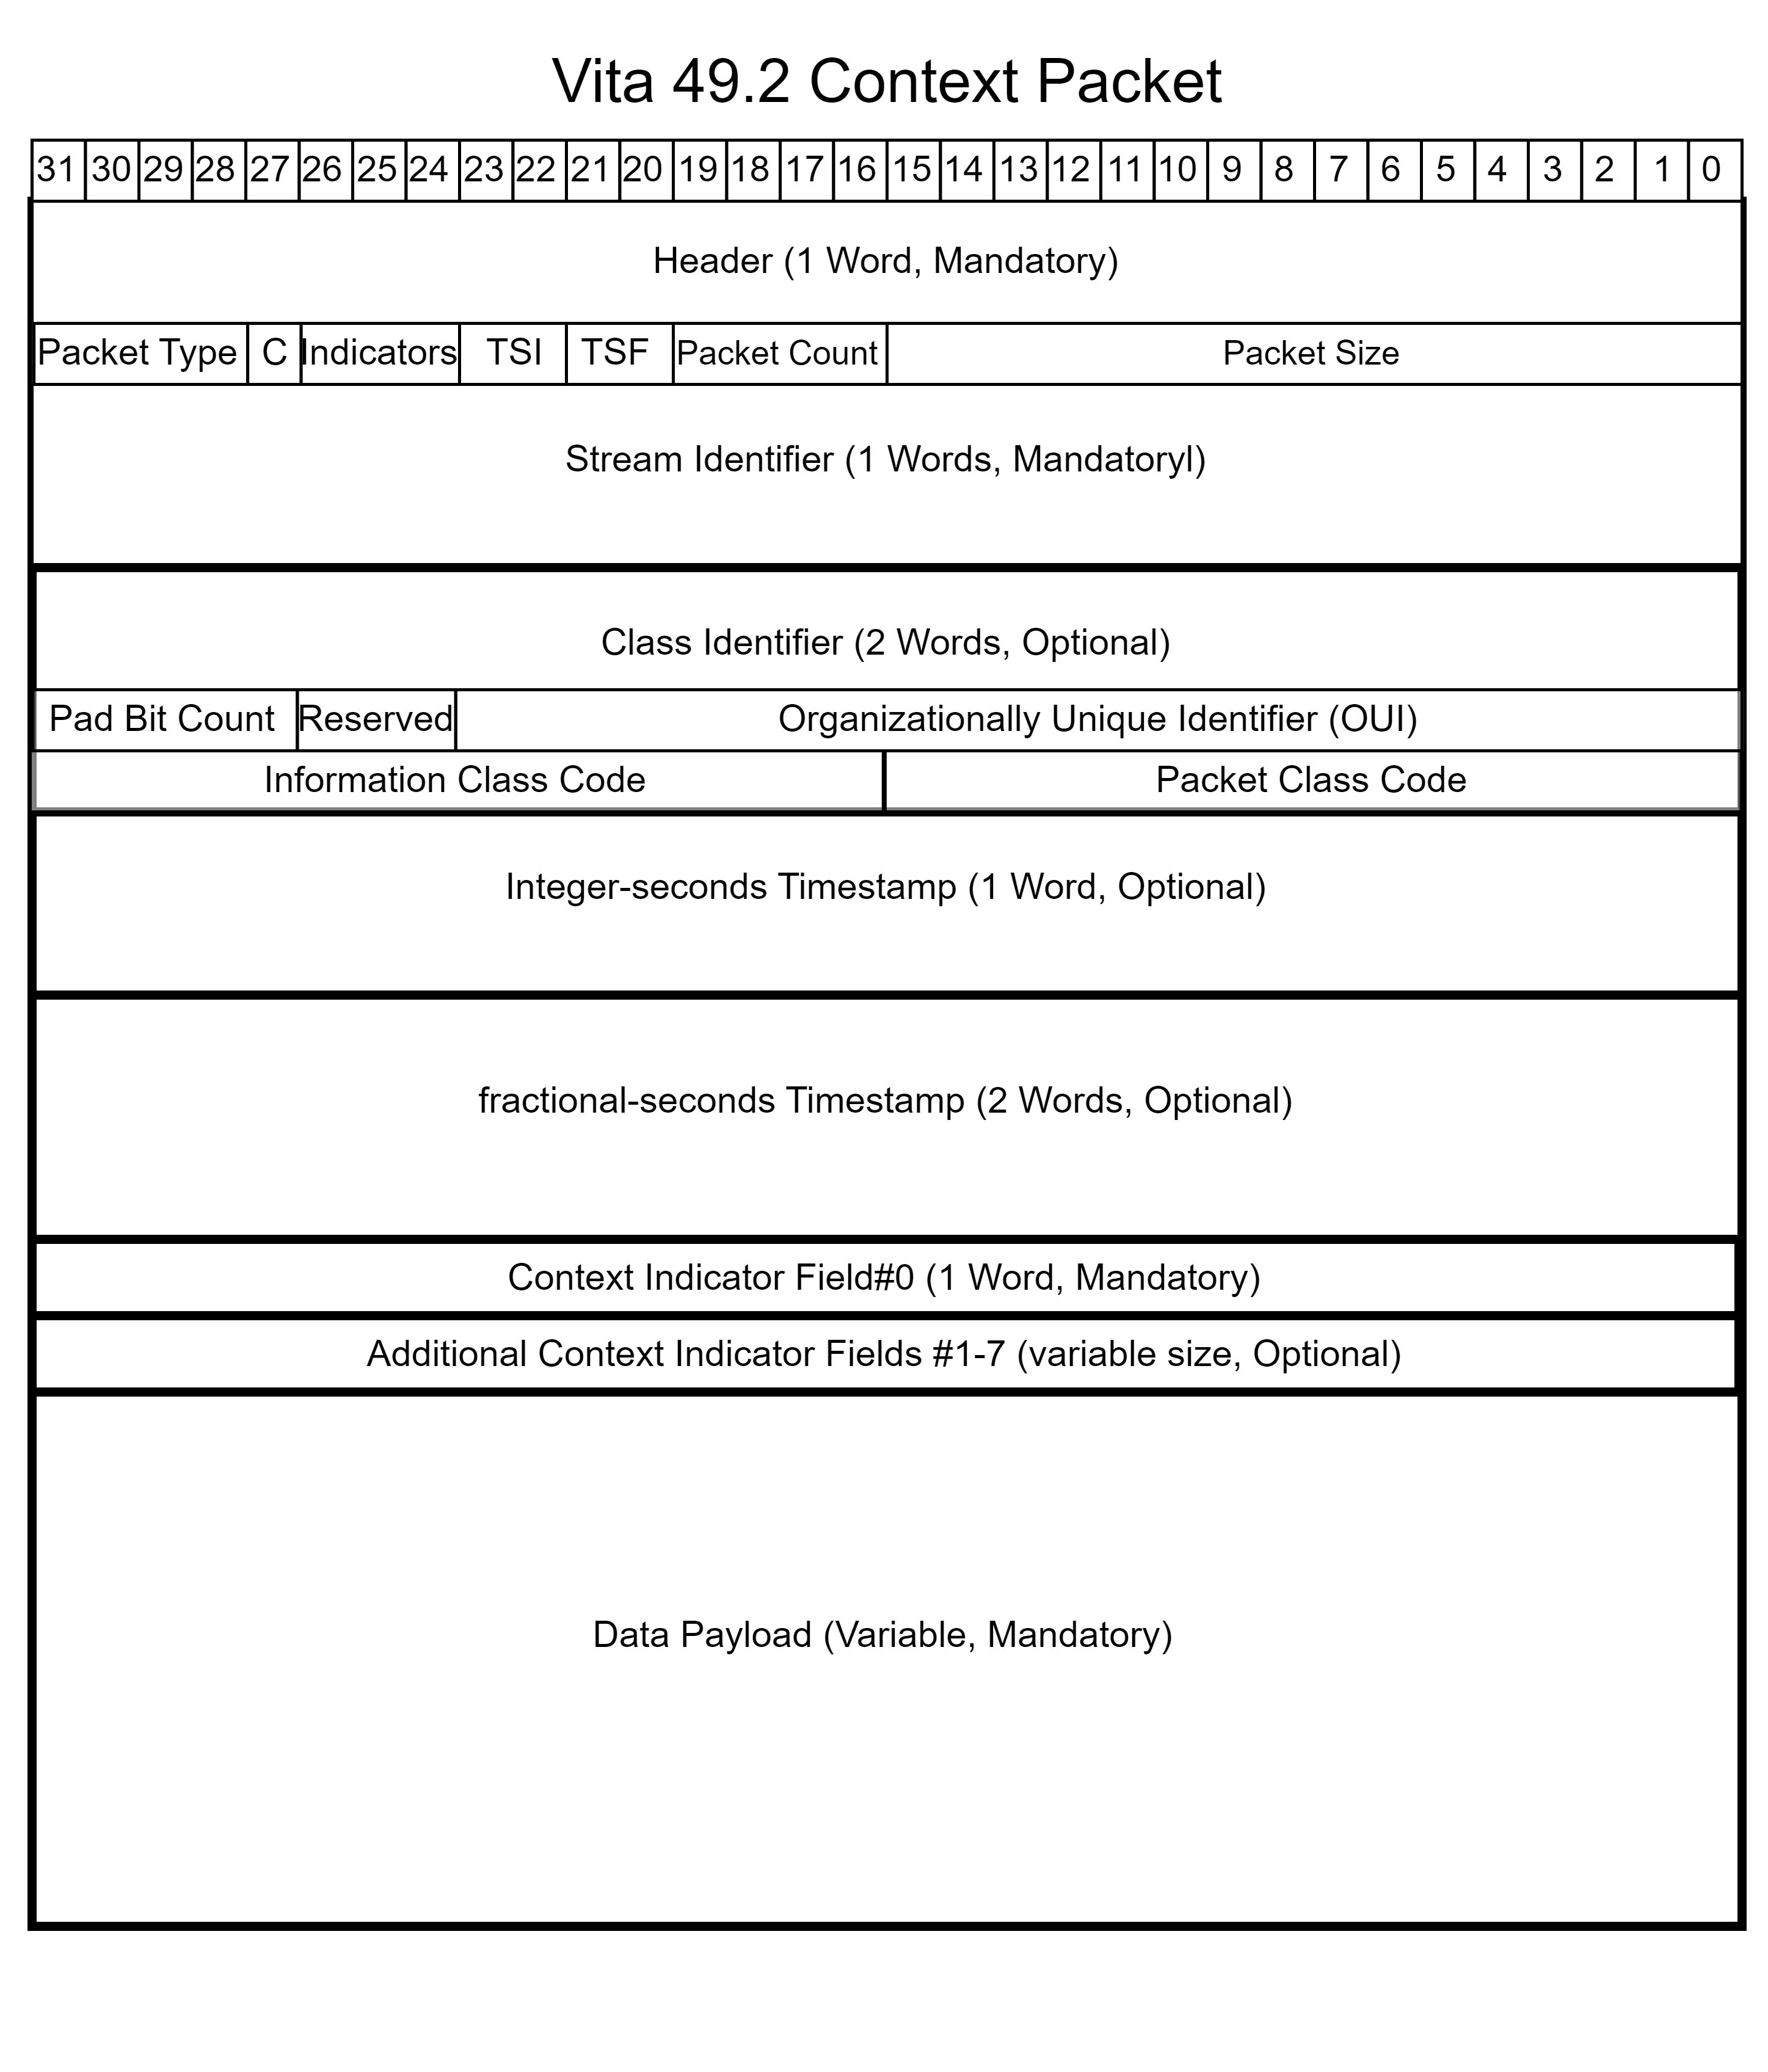 Vita 49.2 Context Packet
31 30 29 28 27 26 25 24 23 22 21 20 19 18 17 16 15 14 13 12 11 10 9 8 7 6 5 4 3 2 1 0
Header (1 Word, Mandatory)
Packet Type C Indicators TSI TSF Packet Count Packet Size
Stream Identifier (1 Words, Mandatoryl)
Class Identifier (2 Words, Optional)
Pad Bit Count Reserved Organizationally Unique Identifier (OUI)
Information Class Code Packet Class Code
Integer-seconds Timestamp (1 Word, Optional)
fractional-seconds Timestamp (2 Words, Optional)
Context Indicator Field#0 (1 Word, Mandatory)
Additional Context Indicator Fields #1-7 (variable size, Optional)
Data Payload (Variable, Mandatory)